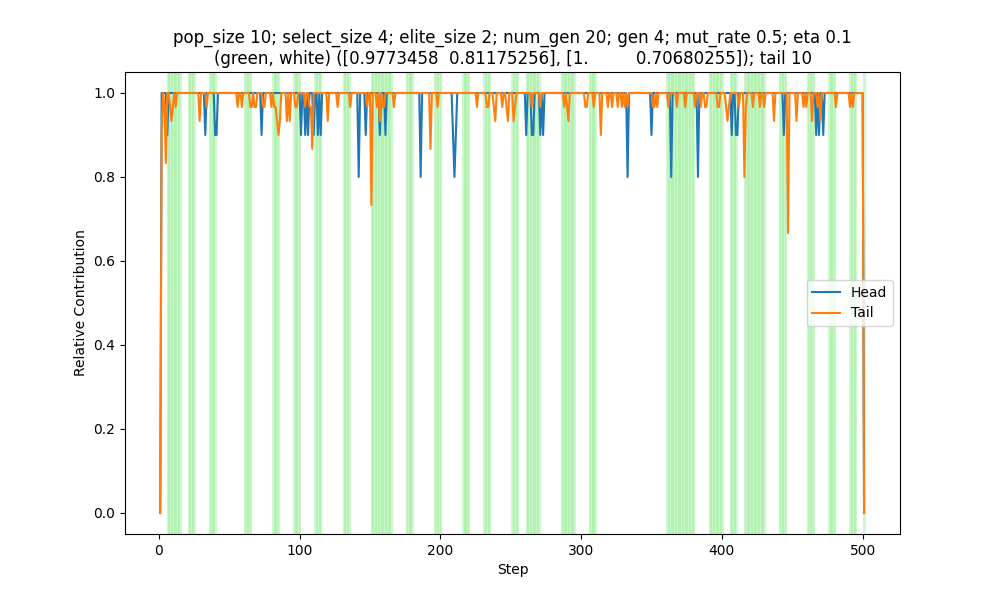 pop_size 10; select_size 4; elite_size 2; num_gen 20; gen 4; mut_rate 0.5; eta 0.1
(green, white) ([0.9773458  0.81175256], [1.         0.70680255]); tail 10
1.0
0.8
0.6
0.4
0.2
0.0
Relative Contribution
Head
Tail
0 100 200 300 400 500
Step